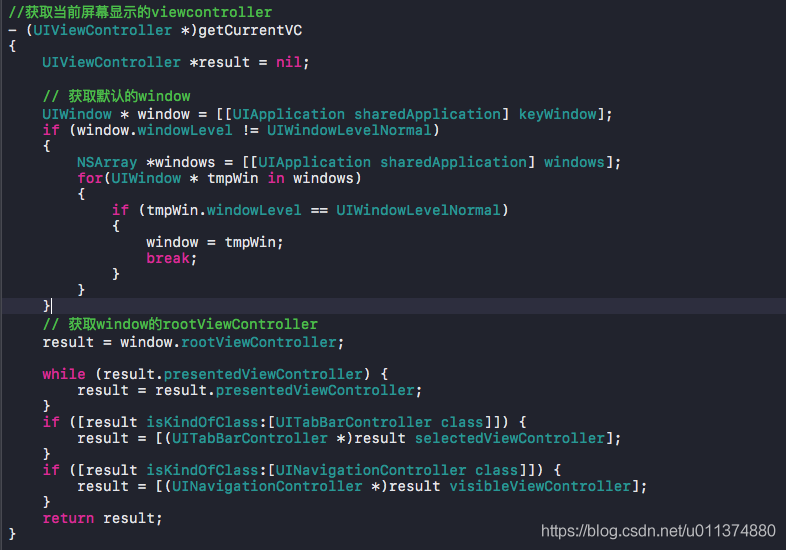 //获取当前屏幕显示的viewcontroller
- (UIViewController *)getCurrentVC
{
    UIViewController *result = nil;

    // 获取默认的window
    UIWindow * window = [[UIApplication sharedApplication] keyWindow];
    if (window.windowLevel != UIWindowLevelNormal)
    {
        NSArray *windows = [[UIApplication sharedApplication] windows];
        for(UIWindow * tmpWin in windows)
        {
            if (tmpWin.windowLevel == UIWindowLevelNormal)
            {
                window = tmpWin;
                break;
            }
        }
    }
    // 获取window的rootViewController
    result = window.rootViewController;

    while (result.presentedViewController) {
        result = result.presentedViewController;
    }
    if ([result isKindOfClass:[UITabBarController class]]) {
        result = [(UITabBarController *)result selectedViewController];
    }
    if ([result isKindOfClass:[UINavigationController class]]) {
        result = [(UINavigationController *)result visibleViewController];
    }
    return result;
}
https://blog.csdn.net/u011374880